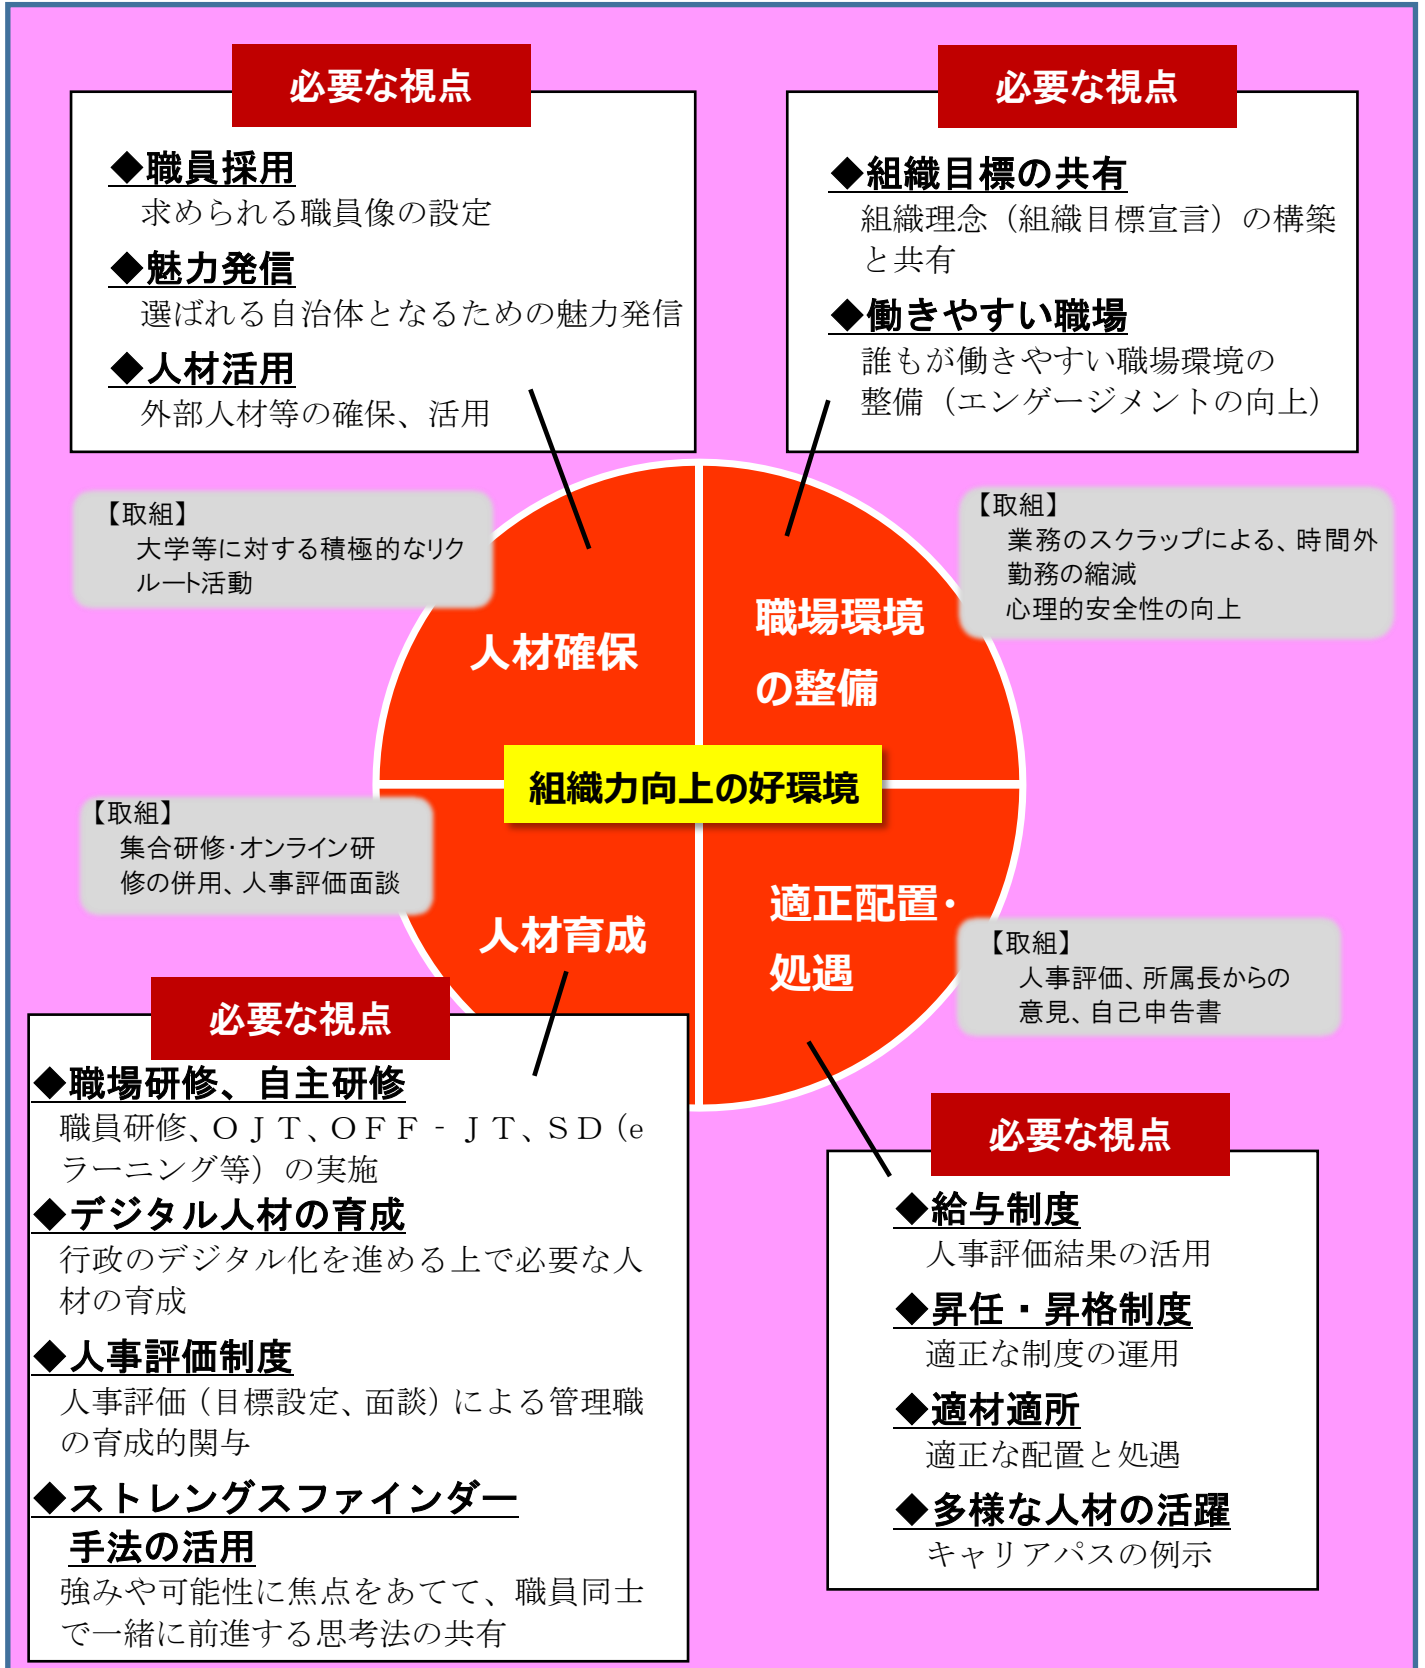 必要な視点
◆職員採用
求められる職員像の設定
◆魅力発信
選ばれる自治体となるための魅力発信
◆人材活用
外部人材等の確保、活用
必要な視点
◆組織目標の共有
組織理念（組織目標宣言）の構築
と共有
◆働きやすい職場
誰もが働きやすい職場環境の
整備（エンゲージメントの向上）
【取組】
大学等に対する積極的なリク
ルート活動
【取組】
業務のスクラップによる、時間外
勤務の縮減
心理的安全性の向上
人材確保
職場環境
の整備
組織力向上の好環境
【取組】
集合研修・オンライン研
修の併用、人事評価面談
人材育成
適正配置・
処遇
【取組】
人事評価、所属長からの
意見、自己申告書
必要な視点
◆職場研修、自主研修
職員研修、ＯＪＴ、ＯＦＦ‐ＪＴ、ＳＤ（e
ラーニング等）の実施
◆デジタル人材の育成
行政のデジタル化を進める上で必要な人
材の育成
◆人事評価制度
人事評価（目標設定、面談）による管理職
の育成的関与
◆ストレングスファインダー
手法の活用
強みや可能性に焦点をあてて、職員同士
で一緒に前進する思考法の共有
必要な視点
◆給与制度
人事評価結果の活用
◆昇任・昇格制度
適正な制度の運用
◆適材適所
適正な配置と処遇
◆多様な人材の活躍
キャリアパスの例示